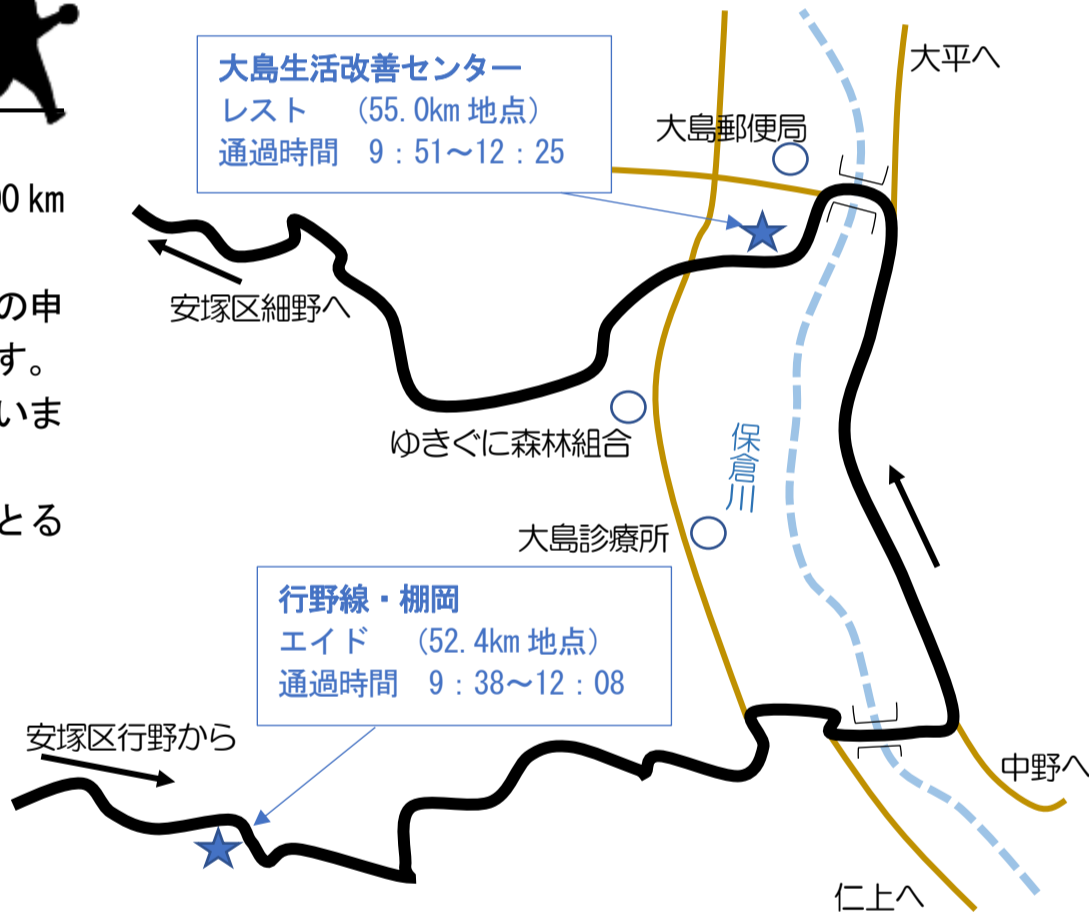 00 km
の申
す。
いま
とる
大島生活改善センター
レスト （55.0km 地点）
通過時間 9：51～12：25
大平へ
大島郵便局
安塚区細野へ
ゆきぐに森林組合
保倉川
大島診療所
行野線・棚岡
エイド （52.4km 地点）
通過時間 9：38～12：08
安塚区行野から
中野へ
仁上へ